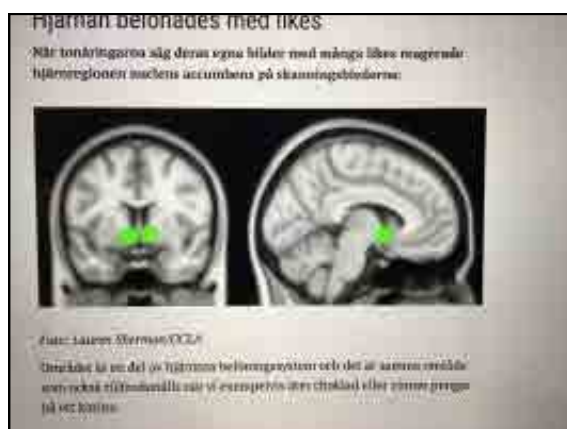 Hjärnan belönades med likes
När tonåringarna såg deras egna bilder med många likes reagerade
hjärnregionen nucleus accumbens på skanningsbilderna:
Foto: Lauren Sherman/UCLA
Området är en del av hjärnans belöningssystem och det är samma område
som också när vi exempelvis äter choklad eller vinner pengar
på ett kasino.